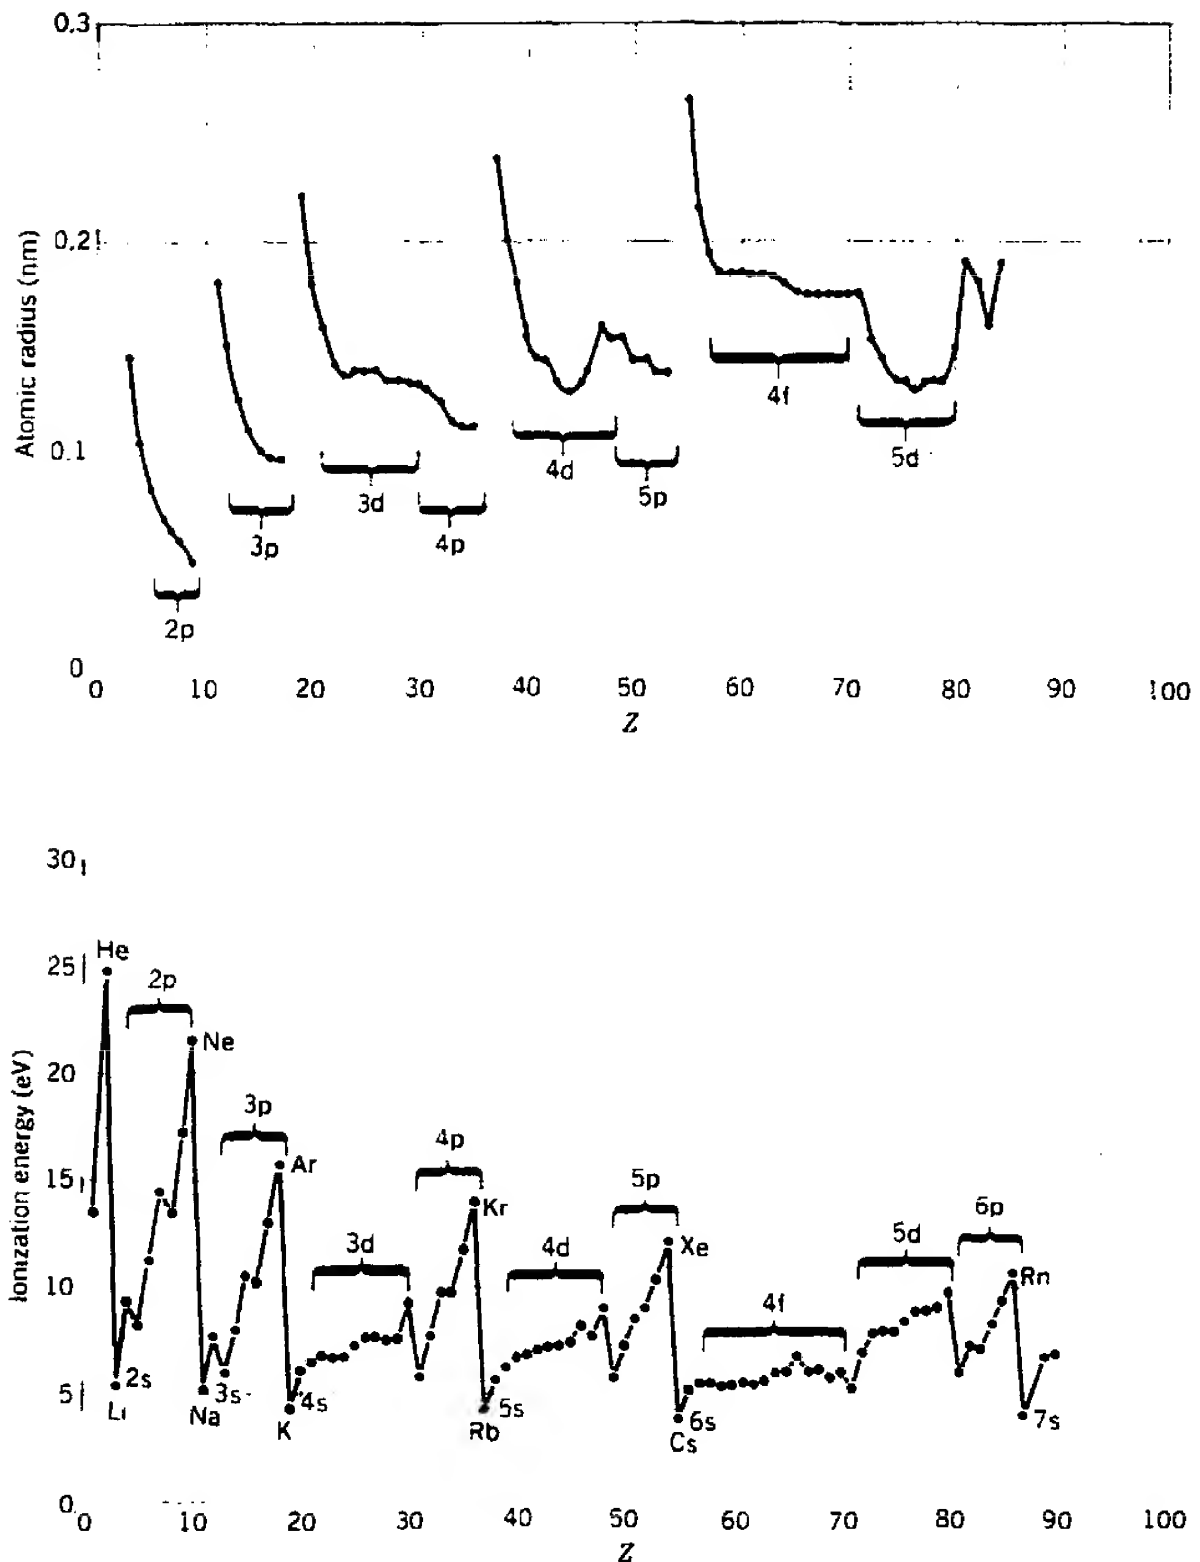 0.3
0.2
0.1
0
Atomic radius (nm)
2p
3p
3d
4p
4d
5p
4f
5d
0 10 20 30 40 50 60 70 80 90 100
Z
30
25
20
15
10
5
0
Ionization energy (eV)
He
2p
Ne
3p
Ar
4p
Kr
3d
5p
Xe
4d
6p
Rn
5d
4f
2s
Li
3s
Na
4s
K
5s
Rb
6s
Cs
7s
0 10 20 30 40 50 60 70 80 90 100
Z